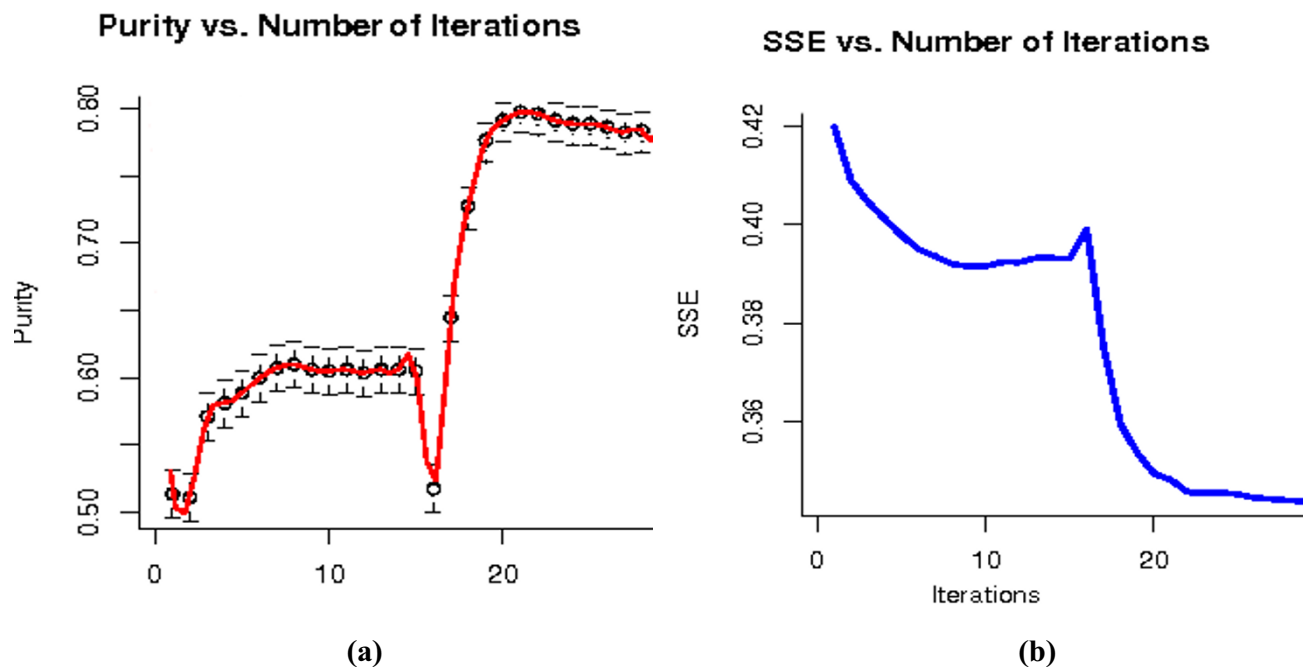 Purity vs. Number of Iterations
0.80
0.70
0.60
0.50
Purity
0
10
20
(a)
SSE vs. Number of Iterations
0.42
0.40
0.38
0.36
SSE
0
10
20
Iterations
(b)